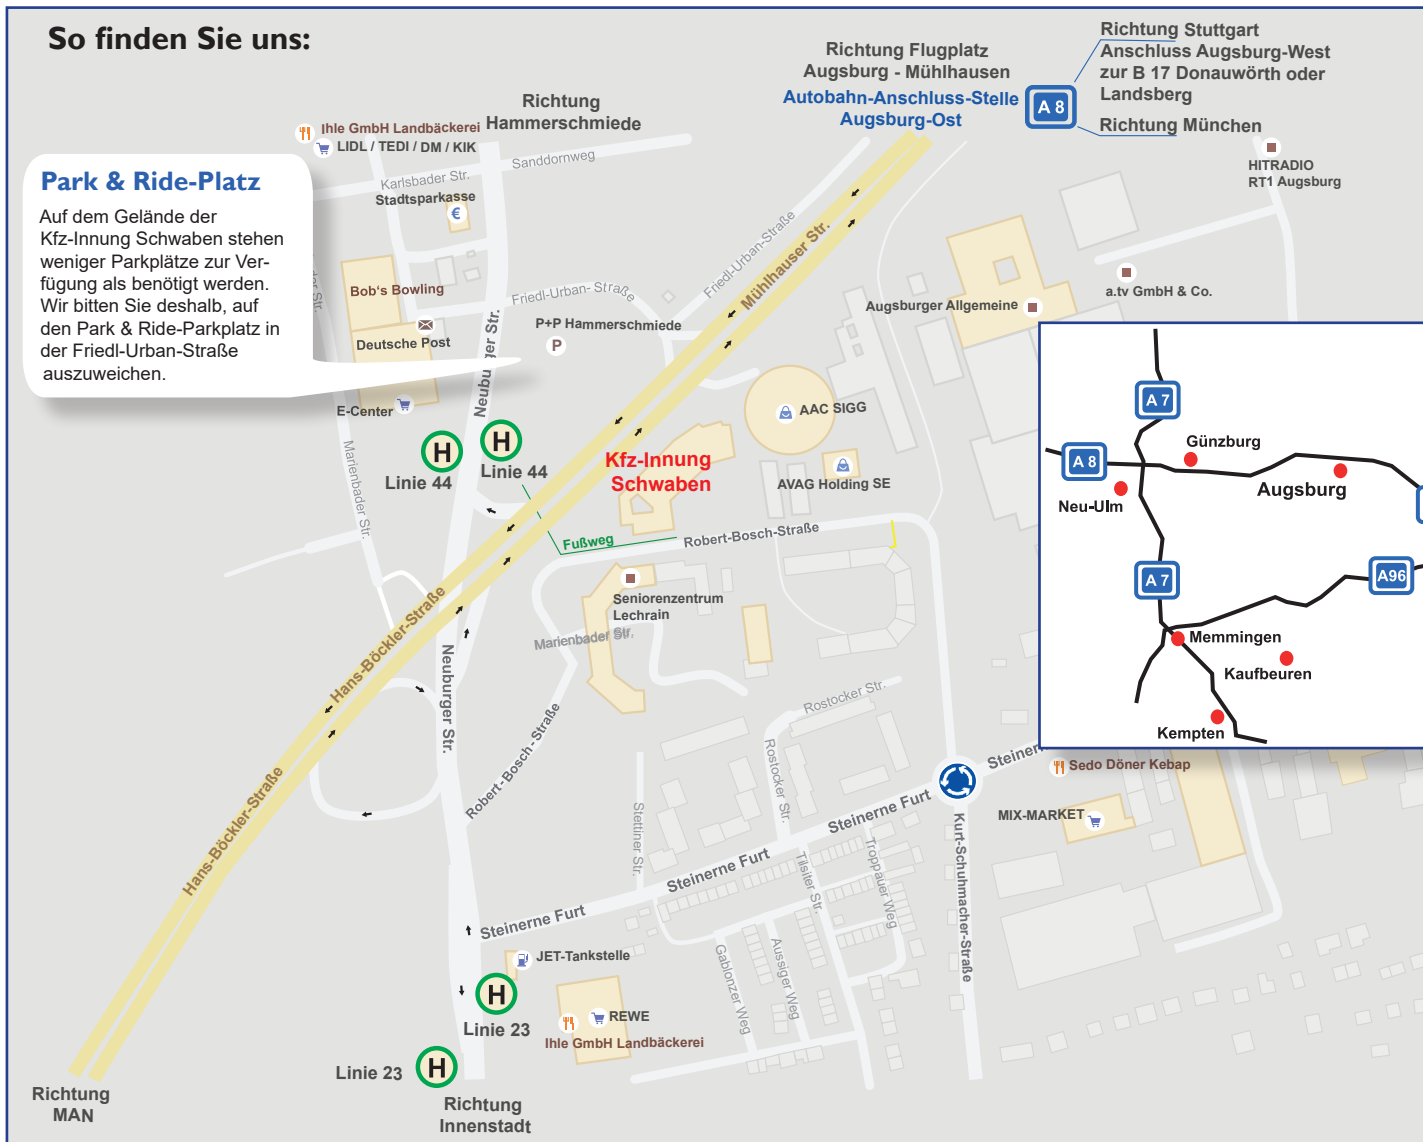 So finden Sie uns:
Richtung Flugplatz
Augsburg - Mühlhausen
Autobahn-Anschluss-Stelle
Augsburg-Ost
A 8
Richtung Stuttgart
Anschluss Augsburg-West
zur B 17 Donauwörth oder
Landsberg
Richtung München
Richtung
Hammerschmiede
Ihle GmbH Landbäckerei
LIDL / TEDI / DM / KIK
Sanddornweg
Karlsbader Str.
Stadtsparkasse
€
HITRADIO
RT1 Augsburg
Park & Ride-Platz
Auf dem Gelände der
Kfz-Innung Schwaben stehen
weniger Parkplätze zur Ver-
fügung als benötigt werden.
Wir bitten Sie deshalb, auf
den Park & Ride-Parkplatz in
der Friedl-Urban-Straße
auszuweichen.
der Str.
Bob's Bowling
Friedl-Urban-Straße
Friedl-Urban-Straße
Mühlhauser Str.
Neuburger Str.
Deutsche Post
P+P Hammerschmiede
P
Augsburger Allgemeine
a.tv GmbH & Co.
E-Center
AAC SIGG
H
Linie 44
H
Linie 44
Marienbader Str.
Kfz-Innung
Schwaben
AVAG Holding SE
Fußweg
Robert-Bosch-Straße
Seniorenzentrum
Lechrain
Marienbader Str.
Hans-Böckler-Straße
Neuburger Str.
Robert-Bosch-Straße
Rostocker Str.
Rostocker Str.
Hans-Böckler-Straße
Stettiner Str.
Steinerne Furt
Steinerne Furt
Steinerne Furt
Steinern
Sedo Döner Kebap
MIX-MARKET
Kurt-Schuhmacher-Straße
Tilsiter Str.
Troppauer Weg
Gablonzer Weg
Aussiger Weg
JET-Tankstelle
H
Linie 23
REWE
Ihle GmbH Landbäckerei
Linie 23
H
Richtung
Innenstadt
Richtung
MAN
A 7
A 8
Günzburg
Augsburg
Neu-Ulm
A 7
A96
Memmingen
Kaufbeuren
Kempten